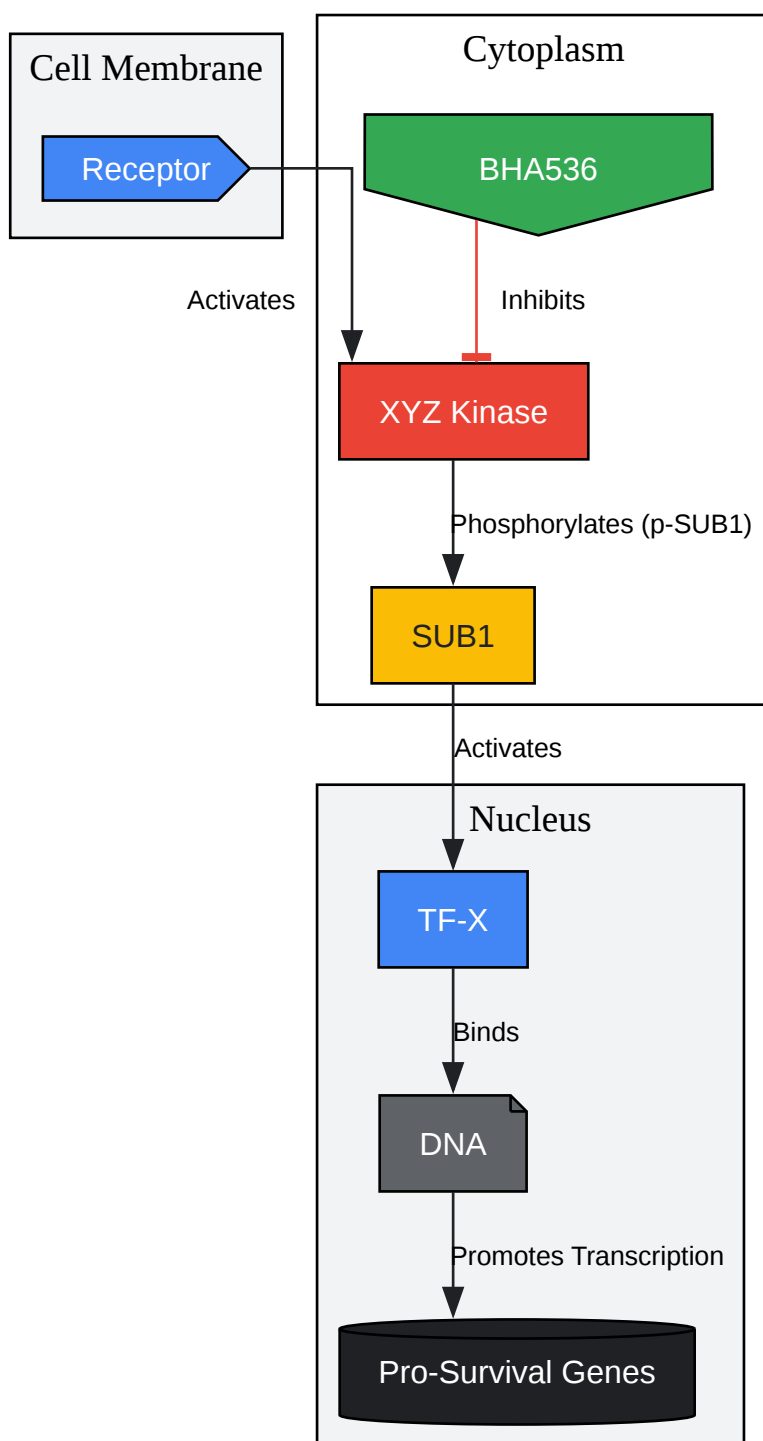 Cell Membrane
Cytoplasm
Receptor
BHA536
Activates
Inhibits
XYZ Kinase
Phosphorylates (p-SUB1)
SUB1
Activates
Nucleus
TF-X
Binds
DNA
Promotes Transcription
Pro-Survival Genes